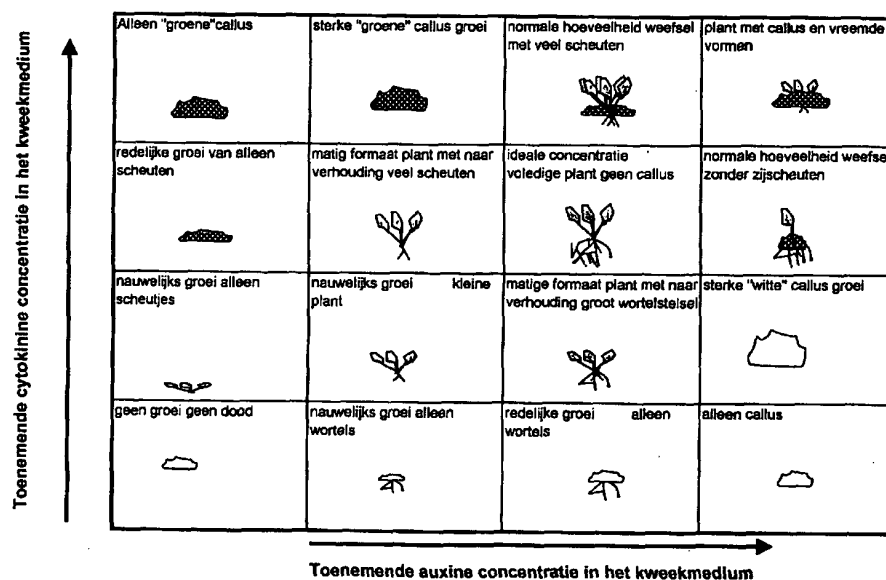 Toenemende cytokinine concentratie in het kweekmedium
Alleen "groene"callus
sterke "groene" callus groei
normale hoeveelheid weefsel
met veel scheuten
plant met callus en vreemde
vormen
redelijke groei van alleen
scheuten
matig formaat plant met naar
verhouding veel scheuten
ideale concentratie
voledige plant geen callus
normale hoeveelheid weefse
zonder zijscheuten
nauwelijks groei alleen
scheutjes
nauwelijks groei kleine
plant
matige formaat plant met naar
verhouding groot wortelstelsel
sterke "witte" callus groei
geen groei geen dood
nauwelijks groei alleen
wortels
redelijke groei alleen
wortels
alleen callus
Toenemende auxine concentratie in het kweekmedium